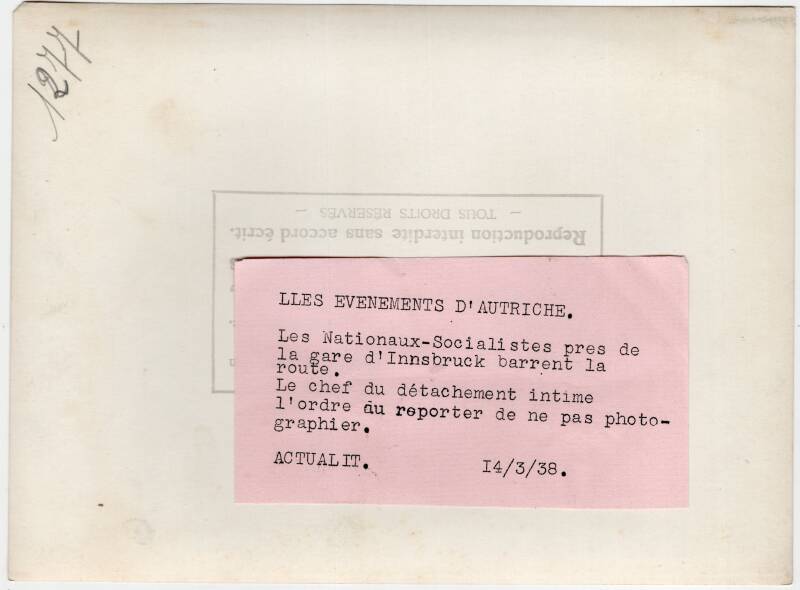 1277
- TOUS DROITS RÉSERVÉS -
Reproduction interdite sans accord écrit.
LLES EVENEMENTS D'AUTRICHE.
Les Nationaux-Socialistes pres de
la gare d'Innsbruck barrent la
route.
Le chef du détachement intime
l'ordre au reporter de ne pas photo-
graphier.
ACTUALIT. I4/3/38.